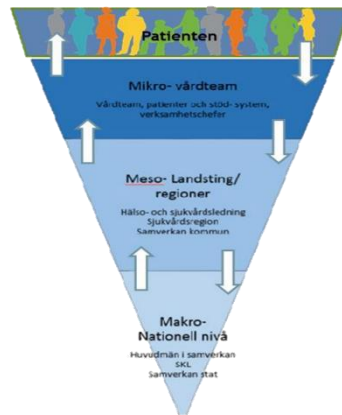 Patienten
Mikro- vårdteam
Vårdteam, patienter och stöd- system,
verksamhetschefer
Meso- Landsting/
regioner
Hälso- och sjukvårdsledning
Sjukvårdsregion
Samverkan kommun
Makro-
Nationell nivå
Huvudmän i samverkan
SKL
Samverkan stat